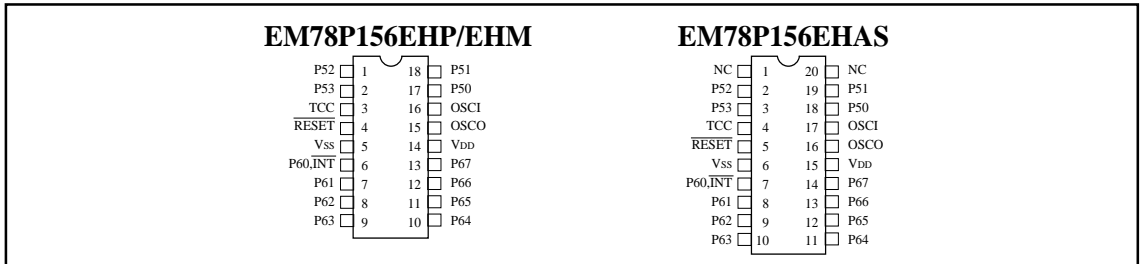 EM78P156EHP/EHM
P52 1 18 P51
P53 2 17 P50
TCC 3 16 OSCI
RESET 4 15 OSCO
Vss 5 14 VDD
P60,INT 6 13 P67
P61 7 12 P66
P62 8 11 P65
P63 9 10 P64
EM78P156EHAS
NC 1 20 NC
P52 2 19 P51
P53 3 18 P50
TCC 4 17 OSCI
RESET 5 16 OSCO
Vss 6 15 VDD
P60,INT 7 14 P67
P61 8 13 P66
P62 9 12 P65
P63 10 11 P64